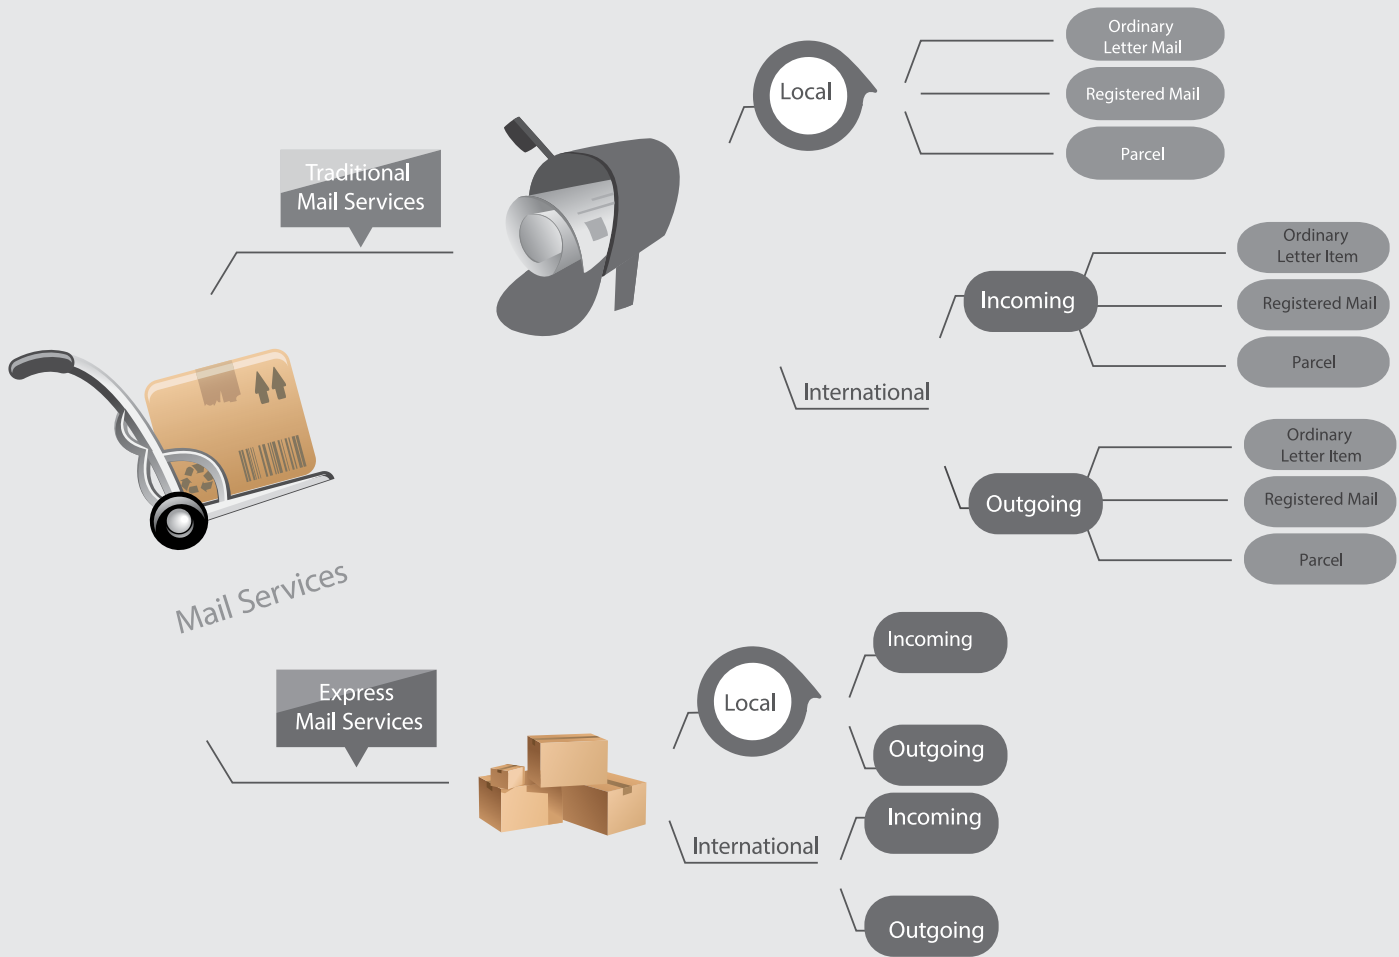 Traditional
Mail Services
Local
Ordinary
Letter Mail
Registered Mail
Parcel
International
Incoming
Ordinary
Letter Item
Registered Mail
Parcel
Outgoing
Ordinary
Letter Item
Registered Mail
Parcel
Mail Services
Express
Mail Services
Local
Incoming
Outgoing
International
Incoming
Outgoing